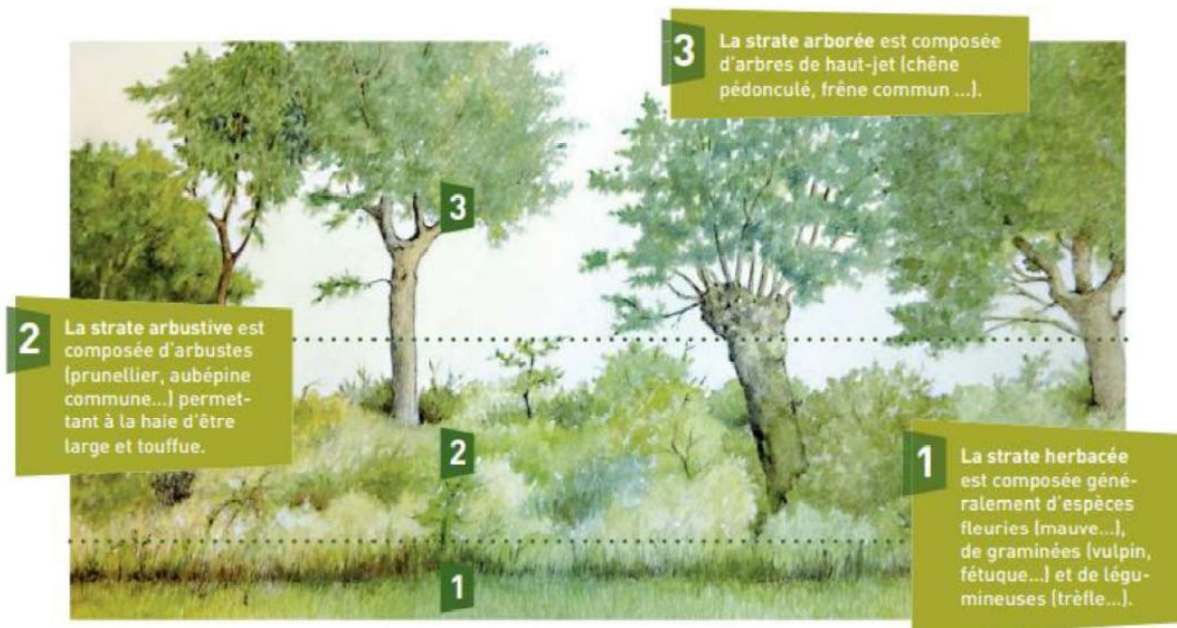 3
La strate arborée est composée
d'arbres de haut-jet (chêne
pédonculé, frêne commun ...).
3
2
La strate arbustive est
composée d'arbustes
(prunellier, aubépine
commune...) permet-
tant à la haie d'être
large et touffue.
2
1
La strate herbacée
est composée géné-
ralement d'espèces
fleuries (mauve...),
de graminées (vulpin,
fétuque...) et de légu-
mineuses (trèfle...).
1